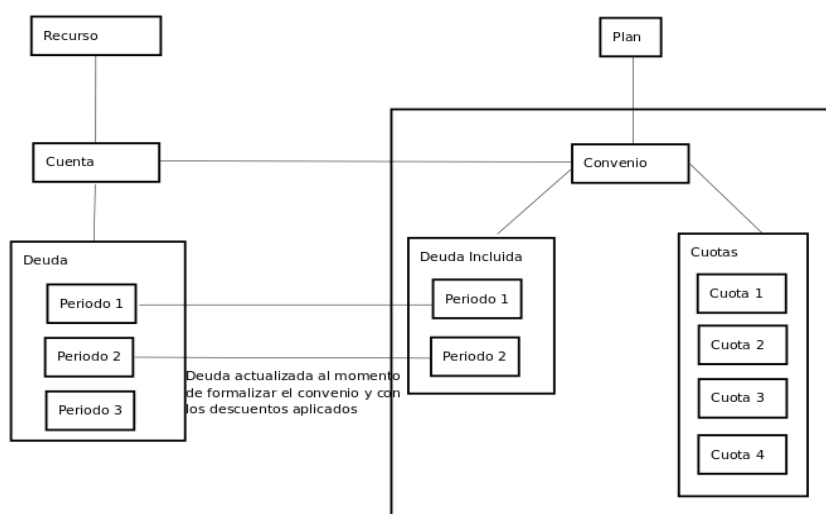 Recurso
Plan
Cuenta
Convenio
Deuda
Periodo 1
Periodo 2
Periodo 3
Deuda actualizada al momento
de formalizar el convenio y con
los descuentos aplicados
Deuda Incluida
Periodo 1
Periodo 2
Cuotas
Cuota 1
Cuota 2
Cuota 3
Cuota 4